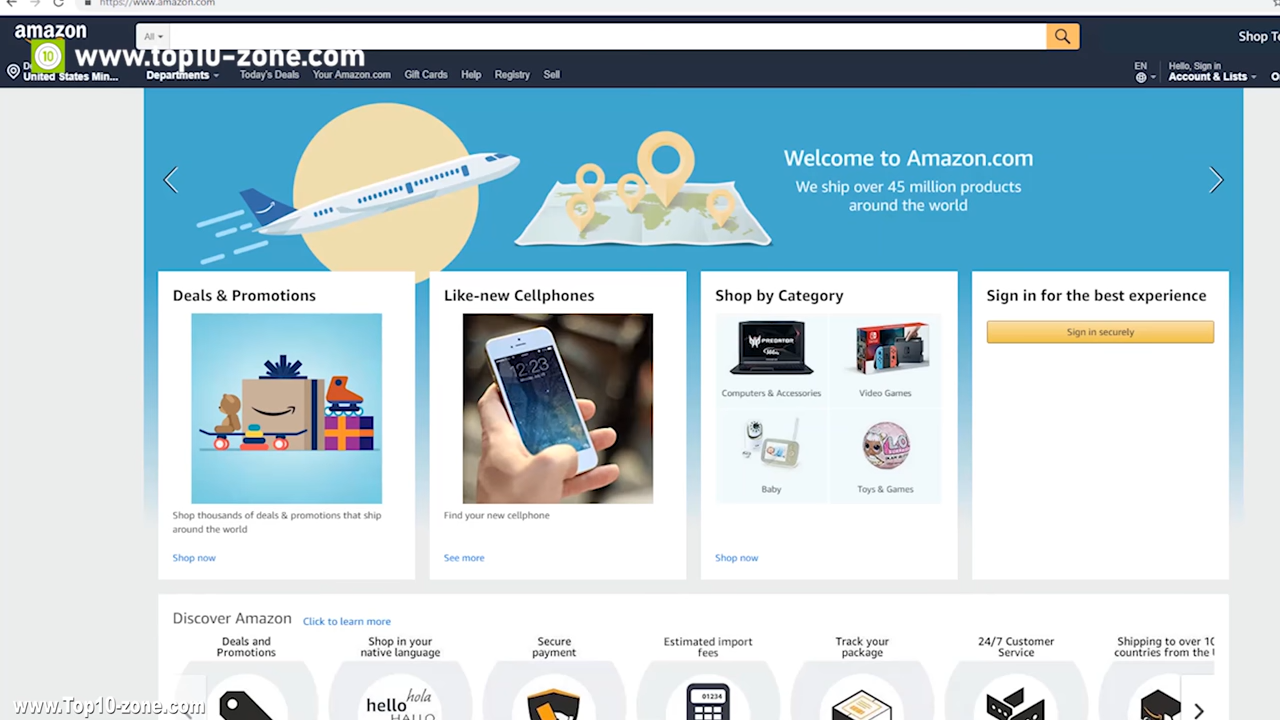 https://www.amazon.com
amazon
All
Shop
10
www.top10-zone.com
United States Min...
Departments
Today's Deals
Your Amazon.com
Gift Cards
Help
Registry
Sell
EN
Hello, Sign in
Account & Lists
Welcome to Amazon.com
We ship over 45 million products
around the world
Deals & Promotions
Shop thousands of deals & promotions that ship
around the world
Shop now
Like-new Cellphones
12:23
Find your new cellphone
See more
Shop by Category
PREDATOR
Computers & Accessories
Video Games
Baby
L.O.L
Toys & Games
Shop now
Sign in for the best experience
Sign in securely
Discover Amazon
Click to learn more
Deals and
Promotions
Shop in your
native language
hello
hola
HALLO
Secure
payment
Estimated import
fees
01234
Track your
package
24/7 Customer
Service
Shipping to over
countries from the
www.Top10-zone.com